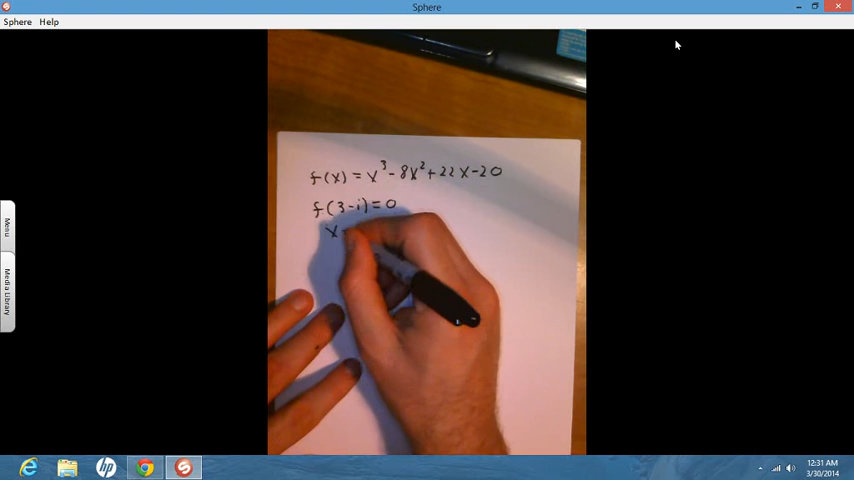 Sphere
Sphere Help
Menu
Media Library
f(x) = x³ - 8x² + 22x - 20
f(3-i) = 0
x -
12:31 AM
3/30/2014